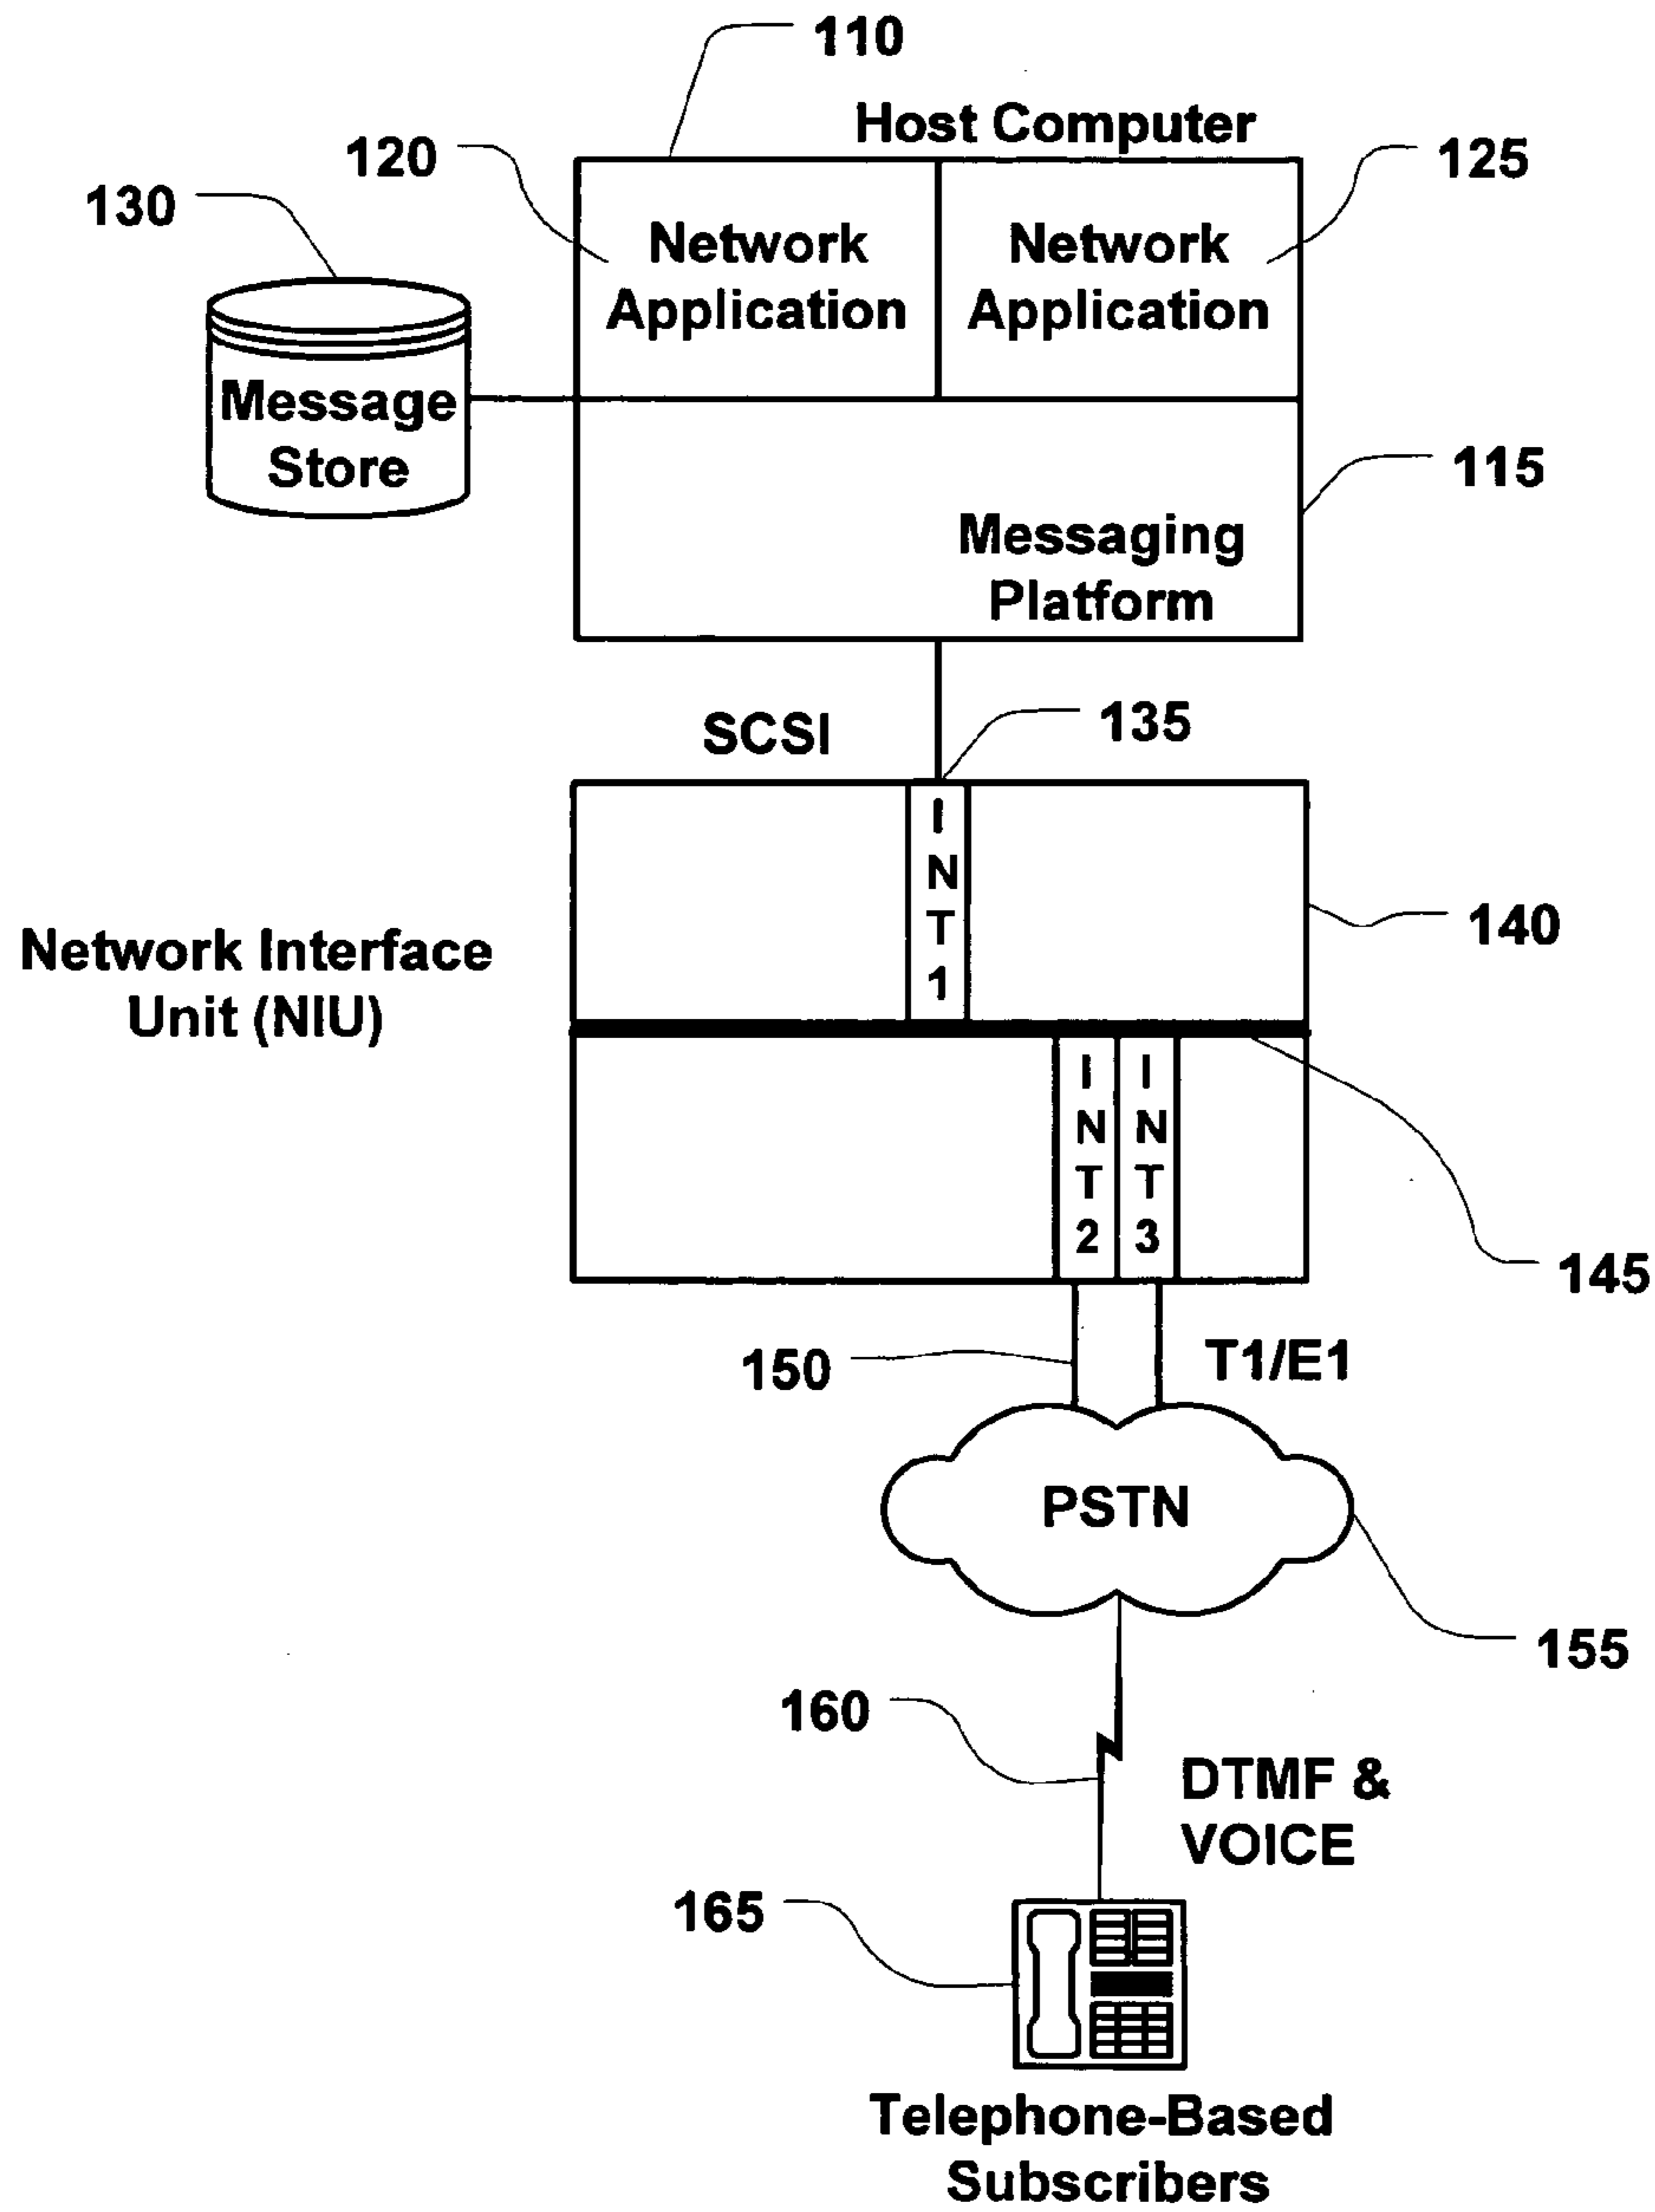 110
Host Computer
120
125
130
Network
Application
Network
Application
Message
Store
115
Messaging
Platform
SCSI
135
I
N
T
1
140
Network Interface
Unit (NIU)
I
N
T
2
I
N
T
3
145
150
T1/E1
PSTN
155
160
DTMF &
VOICE
165
Telephone-Based
Subscribers